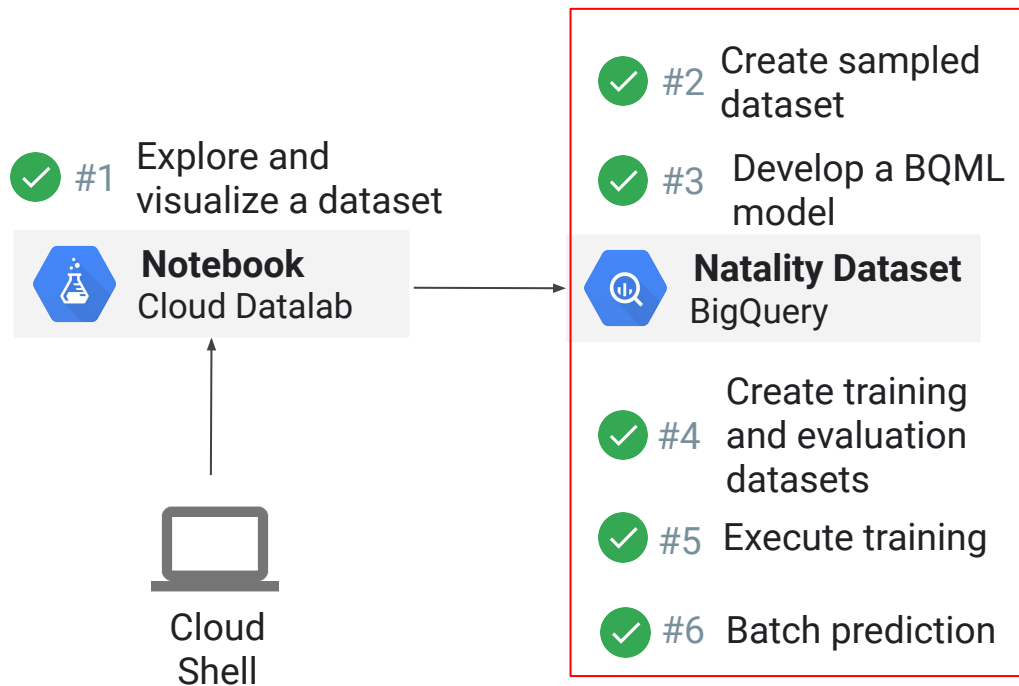 #1 Explore and
visualize a dataset
Notebook
Cloud Datalab
Cloud
Shell
#2 Create sampled
dataset
#3 Develop a BQML
model
Natality Dataset
BigQuery
#4 Create training
and evaluation
datasets
#5 Execute training
#6 Batch prediction